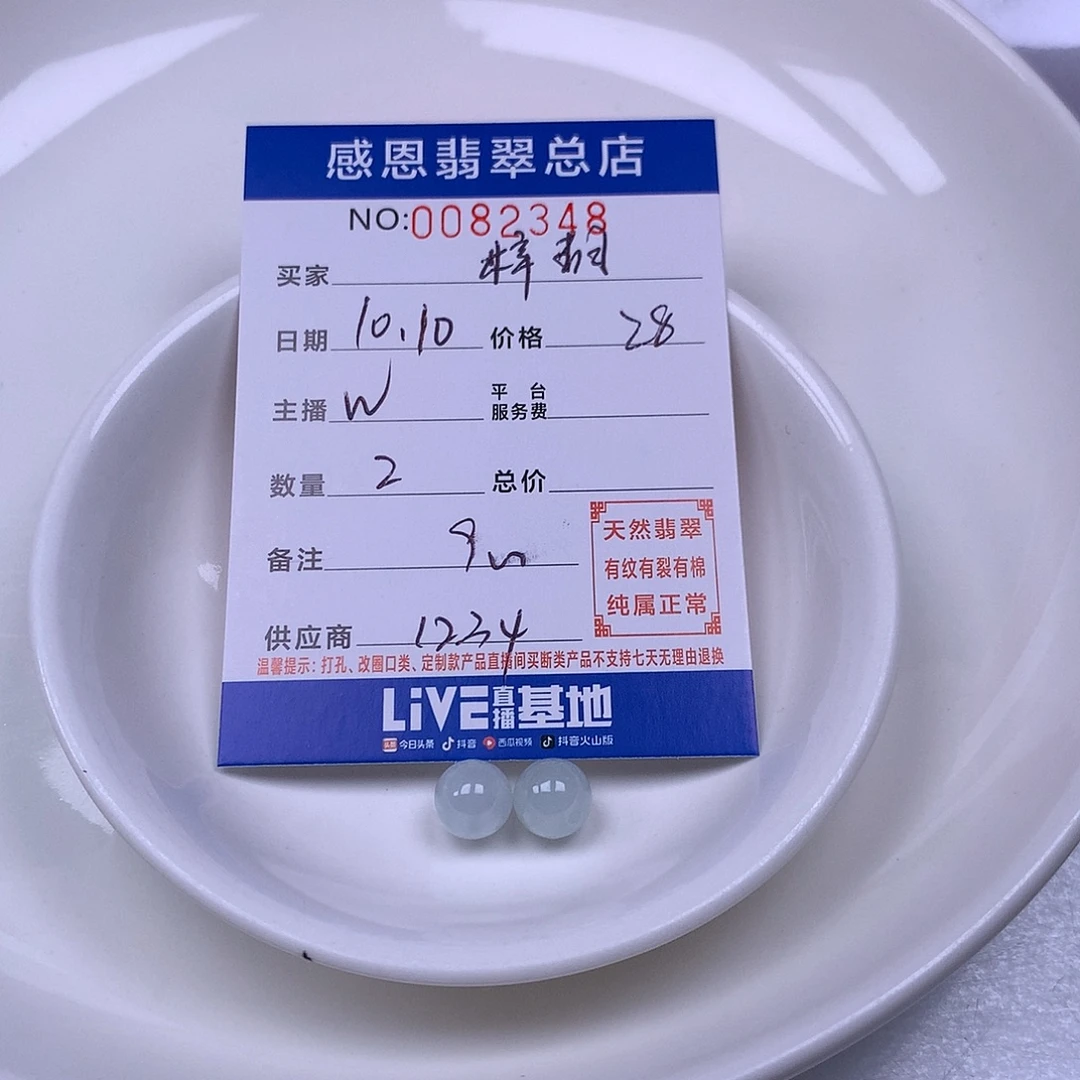 感恩翡翠总店
NO:0082348
买家
日期 10.10 价格 28
主播 W 平台服务费
数量 2 总价
备注 9
供应商 1234
天然翡翠
有纹有裂有棉
纯属正常
温馨提示：打孔、改圈口类、定制款产品直播间买断类产品不支持七天无理由退换
LiVE直播基地
头条 今日头条 抖音 西瓜视频 抖音火山版